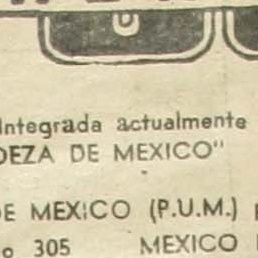 Integrada actualmente
DEZA DE MEXICO"
DE MEXICO (P.U.M.)
o 305 MEXICO